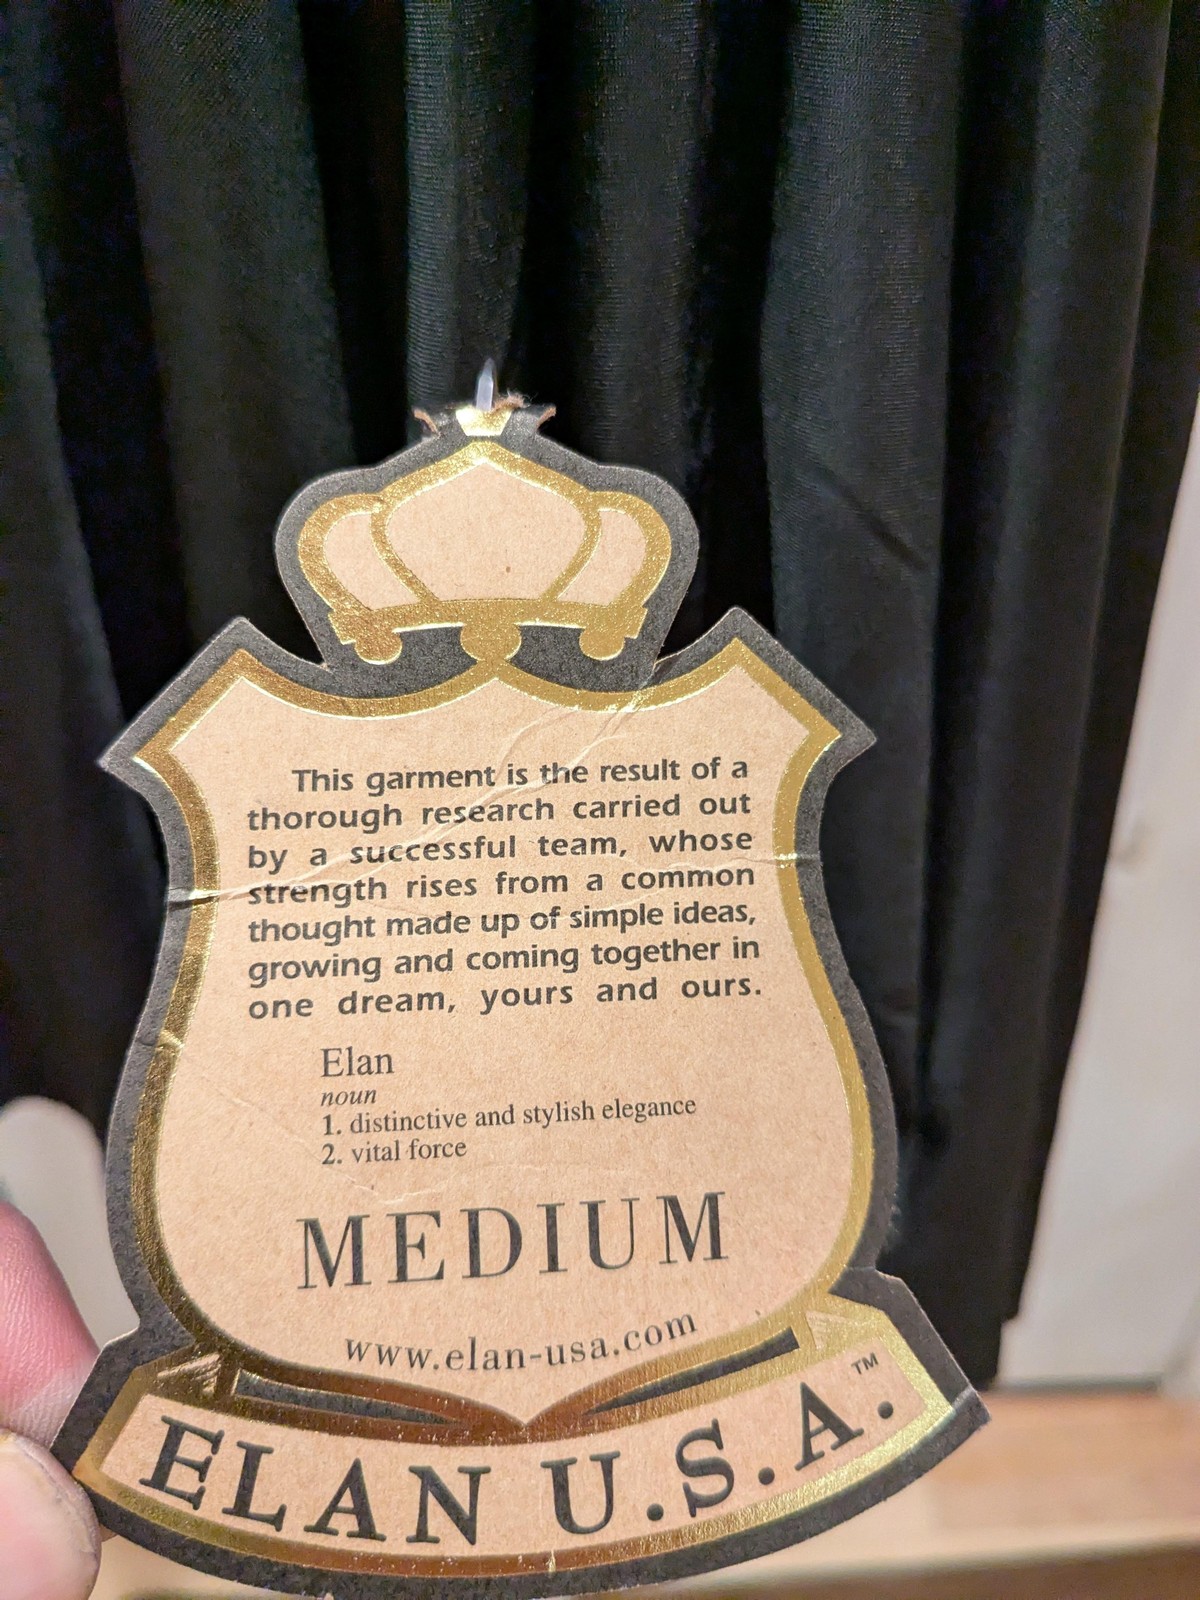 This garment is the result of a
thorough research carried out
by a successful team, whose
strength rises from a common
thought made up of simple ideas,
growing and coming together in
one dream, yours and ours.
Elan
noun
1. distinctive and stylish elegance
2. vital force
MEDIUM
www.elan-usa.com
ELAN U.S.A.™